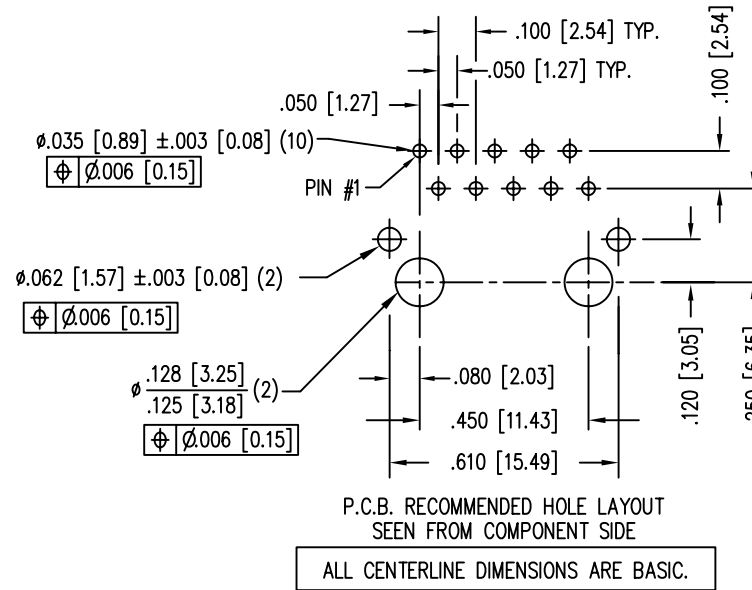 .100 [2.54] TYP.
.050 [1.27] TYP.
.100 [2.54]
.050 [1.27]
ø.035 [0.89] ±.003 [0.08] (10)
⌖ Ø.006 [0.15]
PIN #1
ø.062 [1.57] ±.003 [0.08] (2)
⌖ Ø.006 [0.15]
ø .128 [3.25]
.125 [3.18] (2)
⌖ Ø.006 [0.15]
.080 [2.03]
.450 [11.43]
.610 [15.49]
.120 [3.05]
.250 [6.35]
P.C.B. RECOMMENDED HOLE LAYOUT
SEEN FROM COMPONENT SIDE
ALL CENTERLINE DIMENSIONS ARE BASIC.